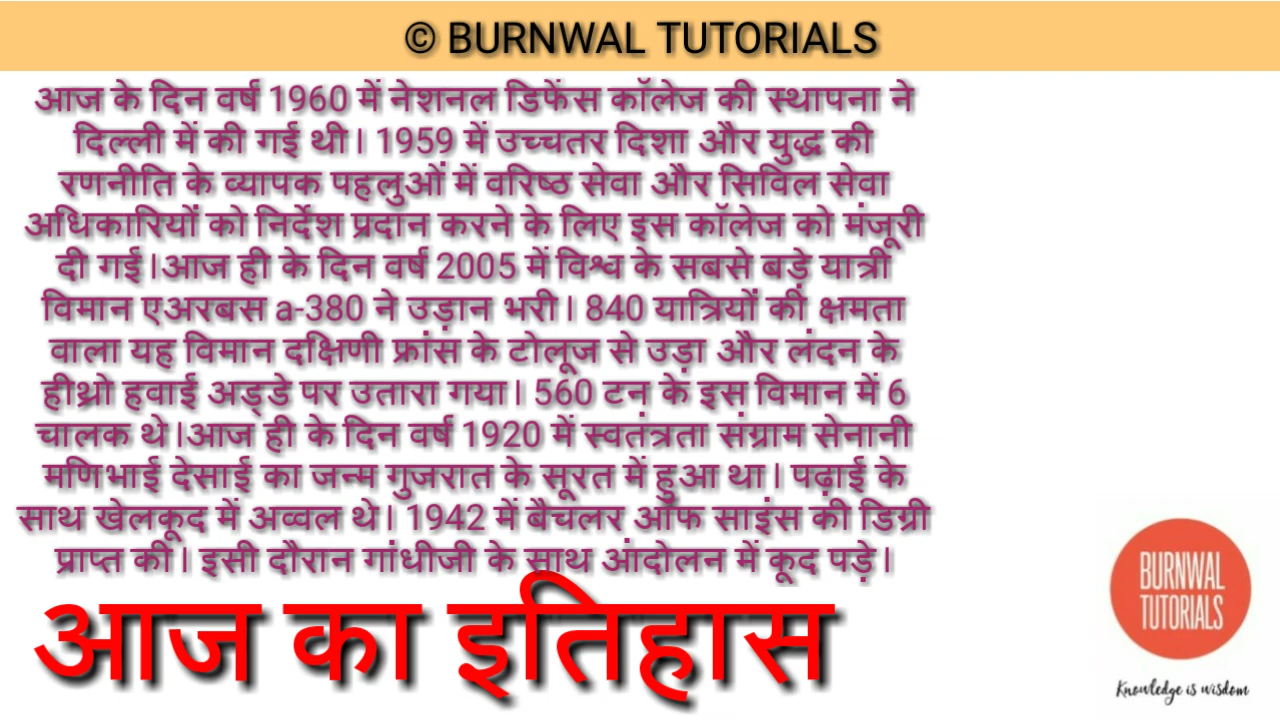 © BURNWAL TUTORIALS
आज के दिन वर्ष 1960 में नेशनल डिफेंस कॉलेज की स्थापना ने
दिल्ली में की गई थी। 1959 में उच्चतर दिशा और युद्ध की
रणनीति के व्यापक पहलुओं में वरिष्ठ सेवा और सिविल सेवा
अधिकारियों को निर्देश प्रदान करने के लिए इस कॉलेज को मंजूरी
दी गई।आज ही के दिन वर्ष 2005 में विश्व के सबसे बड़े यात्री
विमान एअरबस a-380 ने उड़ान भरी। 840 यात्रियों की क्षमता
वाला यह विमान दक्षिणी फ्रांस के टोलूज से उड़ा और लंदन के
हीथ्रो हवाई अड्डे पर उतारा गया। 560 टन के इस विमान में 6
चालक थे।आज ही के दिन वर्ष 1920 में स्वतंत्रता संग्राम सेनानी
मणिभाई देसाई का जन्म गुजरात के सूरत में हुआ था। पढ़ाई के
साथ खेलकूद में अव्वल थे। 1942 में बैचलर ऑफ साइंस की डिग्री
प्राप्त की। इसी दौरान गांधीजी के साथ आंदोलन में कूद पड़े।
आज का इतिहास
BURNWAL
TUTORIALS
Knowledge is wisdom